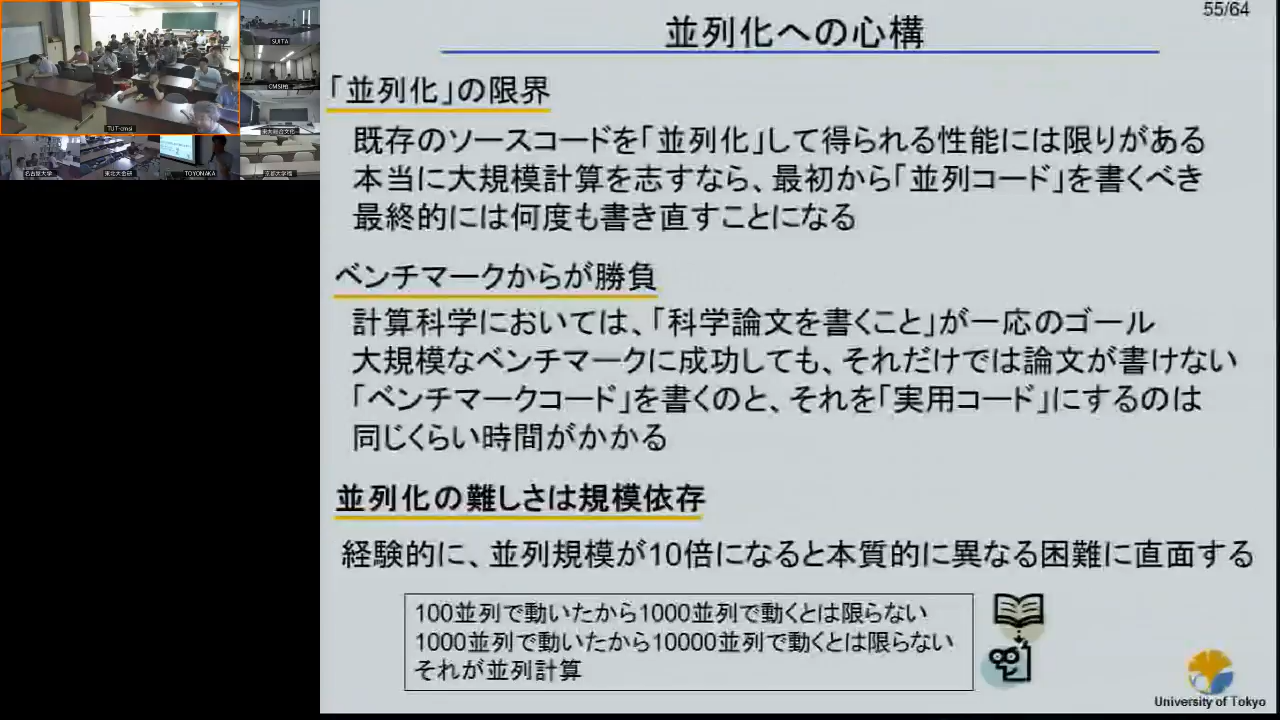 55/64
並列化への心構
「並列化」の限界
既存のソースコードを「並列化」して得られる性能には限りがある
本当に大規模計算を志すなら、最初から「並列コード」を書くべき
最終的には何度も書き直すことになる
ベンチマークからが勝負
計算科学においては、「科学論文を書くこと」が一応のゴール
大規模なベンチマークに成功しても、それだけでは論文が書けない
「ベンチマークコード」を書くのと、それを「実用コード」にするのは
同じくらい時間がかかる
並列化の難しさは規模依存
経験的に、並列規模が10倍になると本質的に異なる困難に直面する
100並列で動いたから1000並列で動くとは限らない
1000並列で動いたから10000並列で動くとは限らない
それが並列計算
University of Tokyo
TUT-cmsi
SUITA
名古屋大学
TOYONAKA